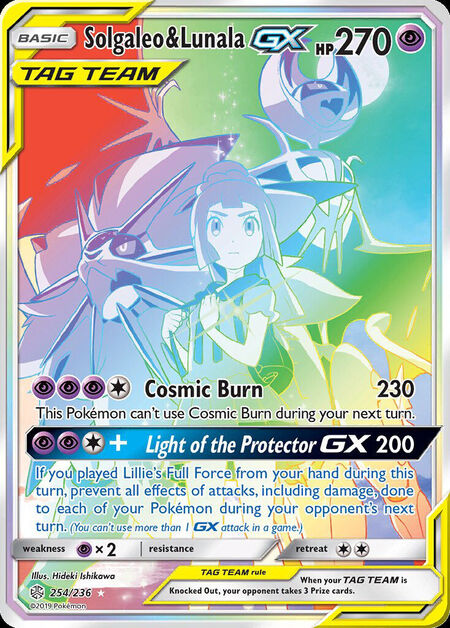 BASIC Solgaleo&Lunala GX HP 270
TAG TEAM
Cosmic Burn 230
This Pokémon can't use Cosmic Burn during your next turn.
+ Light of the Protector GX 200
If you played Lillie's Full Force from your hand during this
turn, prevent all effects of attacks, including damage, done
to each of your Pokémon during your opponent's next
turn. (You can't use more than 1 GX attack in a game.)
weakness ×2 resistance retreat
Illus. Hideki Ishikawa
TAG TEAM rule
254/236
When your TAG TEAM is
Knocked Out, your opponent takes 3 Prize cards.
©2019 Pokémon